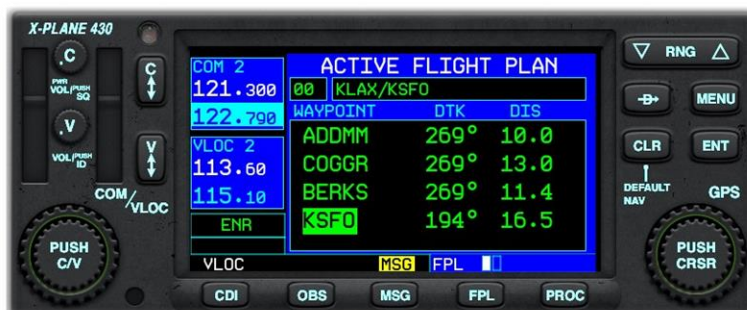 X-PLANE 430
C
PWR
VOL/PUSH
SQ
V
VOL/PUSH
ID
COM/VLOC
PUSH
C/V
C
V
COM 2
121.300
122.790
VLOC 2
113.60
115.10
ENR
VLOC
ACTIVE FLIGHT PLAN
00 KLAX/KSFO
WAYPOINT DTK DIS
ADDMM 269° 10.0
COGGR 269° 13.0
BERKS 269° 11.4
KSFO 194° 16.5
MSG FPL
CDI OBS MSG FPL PROC
RNG
D MENU
CLR ENT
DEFAULT
NAV
GPS
PUSH
CRSR